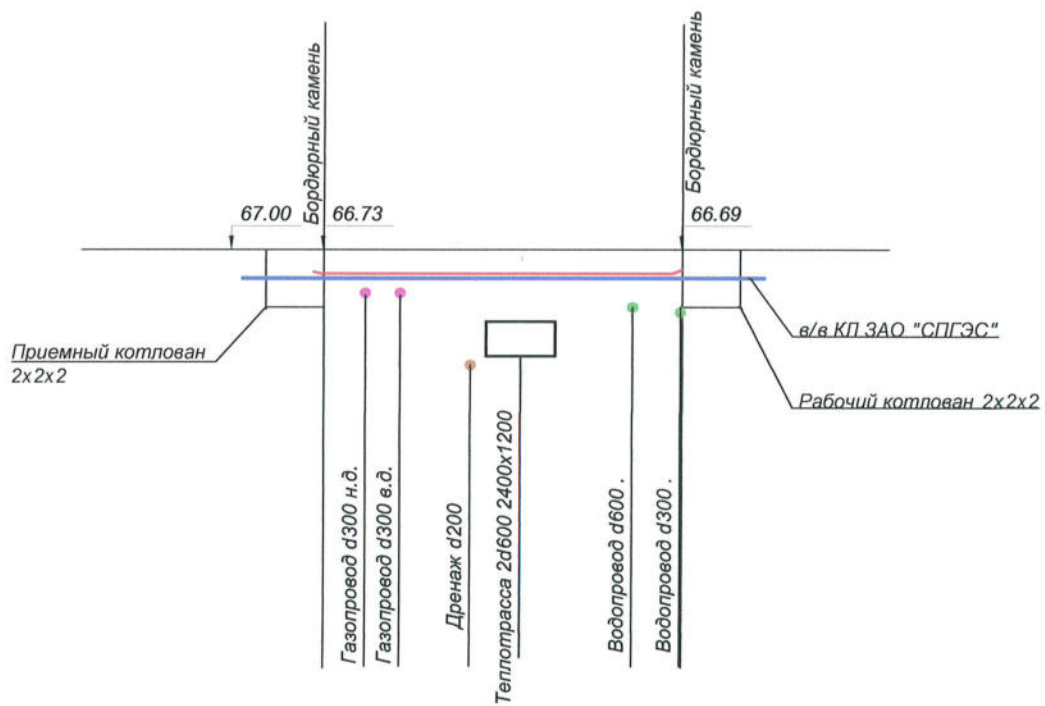 Бордюрный камень
Бордюрный камень
67.00
66.73
66.69
в/в КЛ ЗАО "СПГЭС"
Приемный котлован
2х2х2
Рабочий котлован 2х2х2
Газопровод d300 н.д.
Газопровод d300 в.д.
Дренаж d200
Теплотрасса 2d600 2400х1200
Водопровод d600 .
Водопровод d300 .